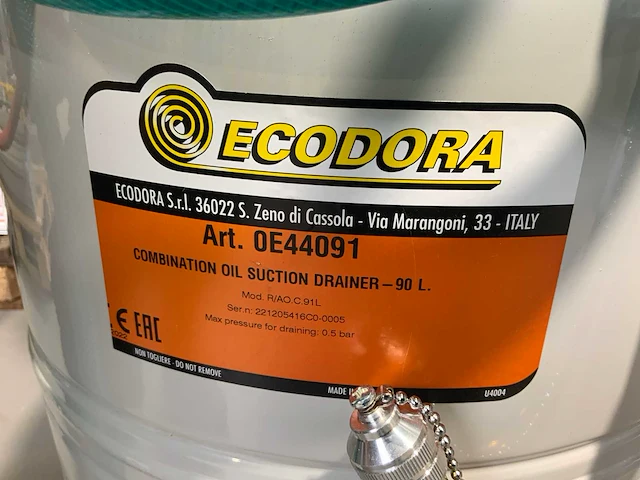 ECODORA
ECODORA S.r.l. 36022 S. Zeno di Cassola - Via Marangoni, 33 - ITALY
Art. OE44091
COMBINATION OIL SUCTION DRAINER - 90 L.
Mod. R/AO.C.91L
Ser.n: 221205416C0-0005
Max pressure for draining: 0,5 bar
CE EAC
2022
NON TOGLIERE - DO NOT REMOVE
MADE IN
U4004